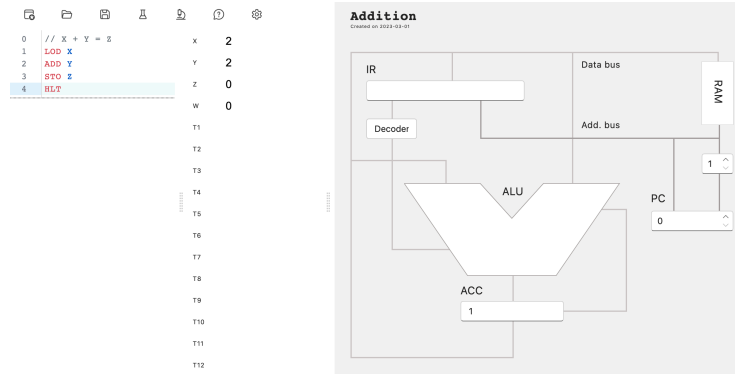 0 // X + Y = Z
1 LOD X
2 ADD Y
3 STO Z
4 HLT
X 2
Y 2
Z 0
W 0
T1
T2
T3
T4
T5
T6
T7
T8
T9
T10
T11
T12
Addition
Created on 2023-03-01
IR
Data bus
RAM
Decoder
Add. bus
1
ALU
PC
0
ACC
1